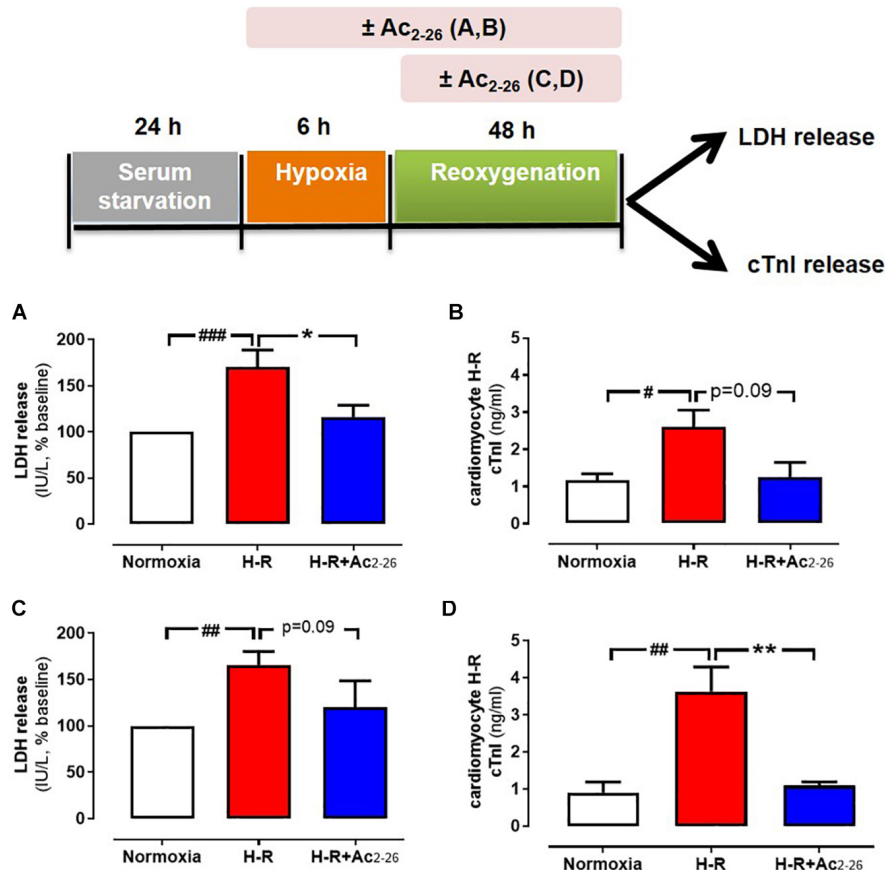 ± Ac2-26 (A,B)
± Ac2-26 (C,D)
24 h
6 h
48 h
Serum
starvation
Hypoxia
Reoxygenation
LDH release
cTnI release
A
LDH release
(IU/L, % baseline)
200
150
100
50
0
###
*
Normoxia
H-R
H-R+Ac2-26
B
cardiomyocyte H-R
cTnI (ng/ml)
5
4
3
2
1
0
#
p=0.09
Normoxia
H-R
H-R+Ac2-26
C
LDH release
(IU/L, % baseline)
200
150
100
50
0
##
p=0.09
Normoxia
H-R
H-R+Ac2-26
D
cardiomyocyte H-R
cTnI (ng/ml)
5
4
3
2
1
0
##
**
Normoxia
H-R
H-R+Ac2-26